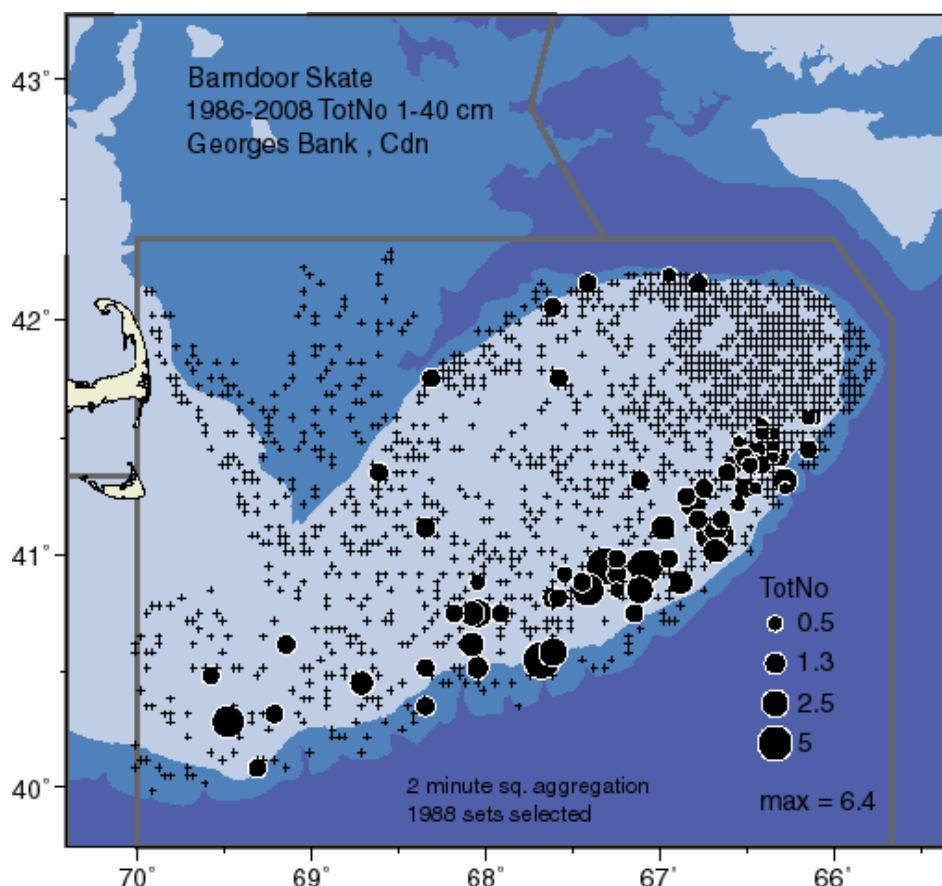 43°
Barndoor Skate
1986-2008 TotNo 1-40 cm
Georges Bank , Cdn
42°
41°
TotNo
0.5
1.3
2.5
5
40°
2 minute sq. aggregation
1988 sets selected
max = 6.4
70° 69° 68° 67° 66°